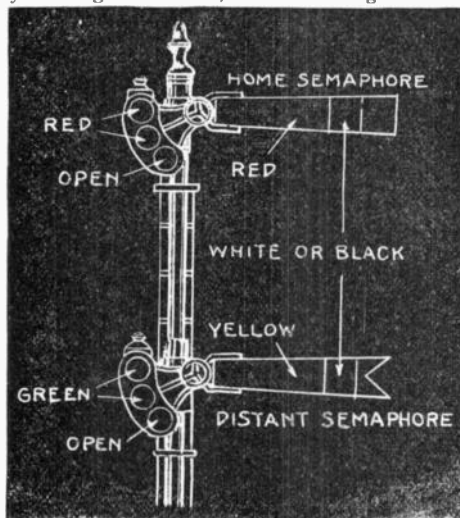 HOME SEMAPHORE
RED
RED
OPEN
WHITE OR BLACK
YELLOW
GREEN
DISTANT SEMAPHORE
OPEN